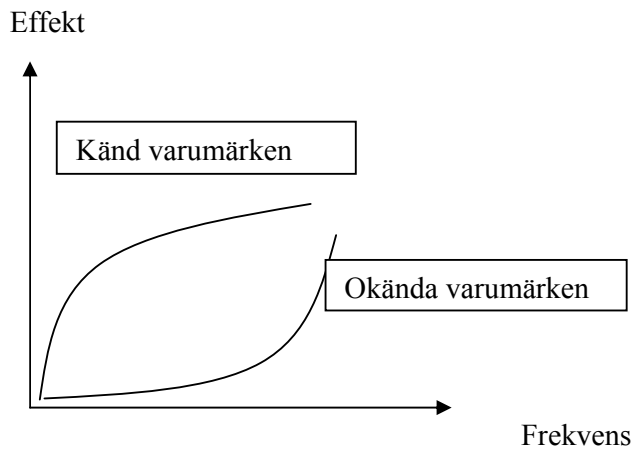 Effekt
Känd varumärken
Okända varumärken
Frekvens